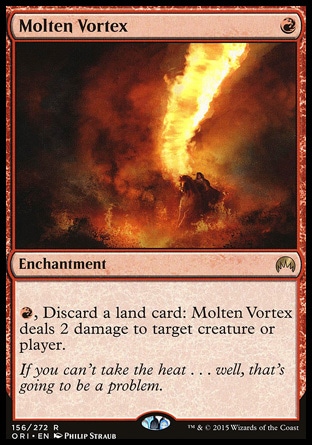 Molten Vortex
Enchantment
, Discard a land card: Molten Vortex
deals 2 damage to target creature or
player.
If you can't take the heat . . . well, that's
going to be a problem.
156/272 R
ORI • EN Philip Straub
™ & © 2015 Wizards of the Coast